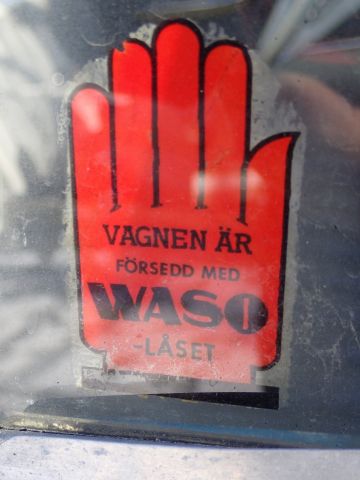 VAGNEN ÄR
FÖRSEDD MED
WASO
-LÅSET